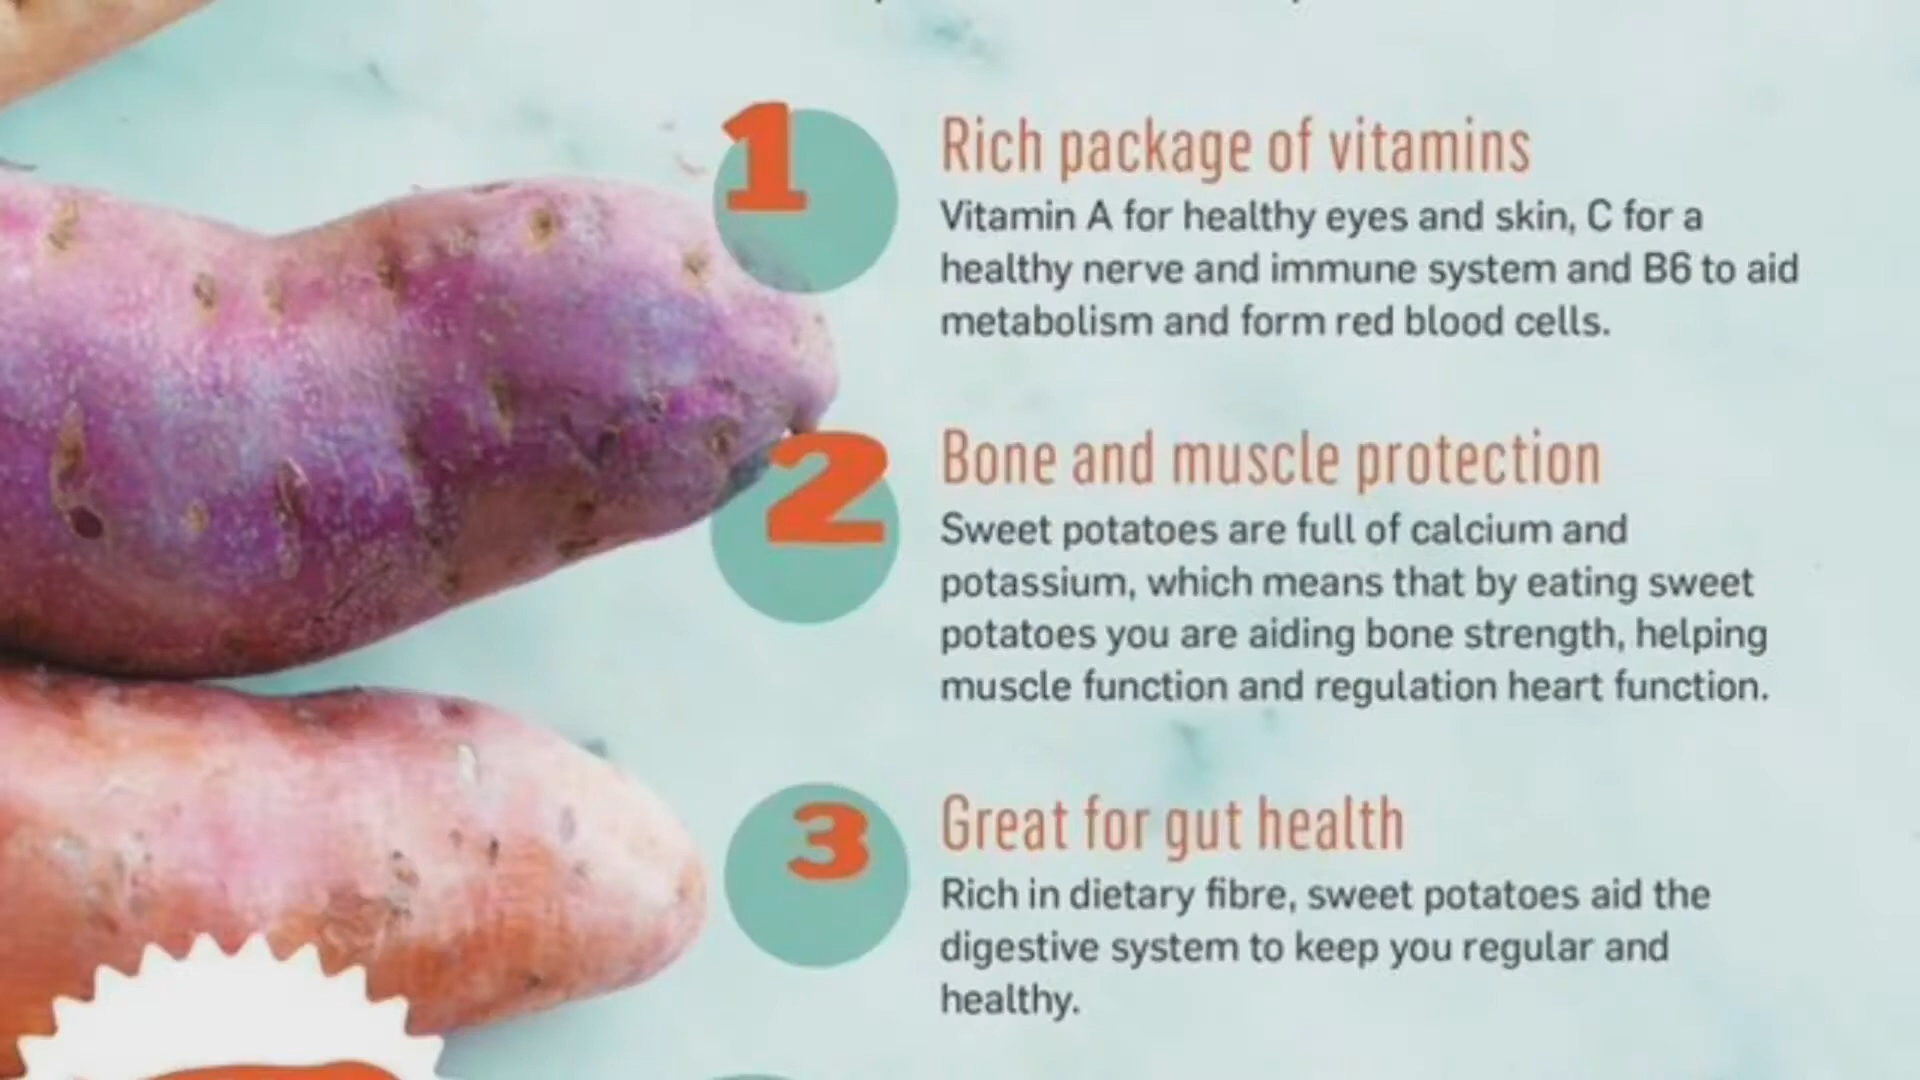 1
Rich package of vitamins
Vitamin A for healthy eyes and skin, C for a
healthy nerve and immune system and B6 to aid
metabolism and form red blood cells.
2
Bone and muscle protection
Sweet potatoes are full of calcium and
potassium, which means that by eating sweet
potatoes you are aiding bone strength, helping
muscle function and regulation heart function.
3
Great for gut health
Rich in dietary fibre, sweet potatoes aid the
digestive system to keep you regular and
healthy.